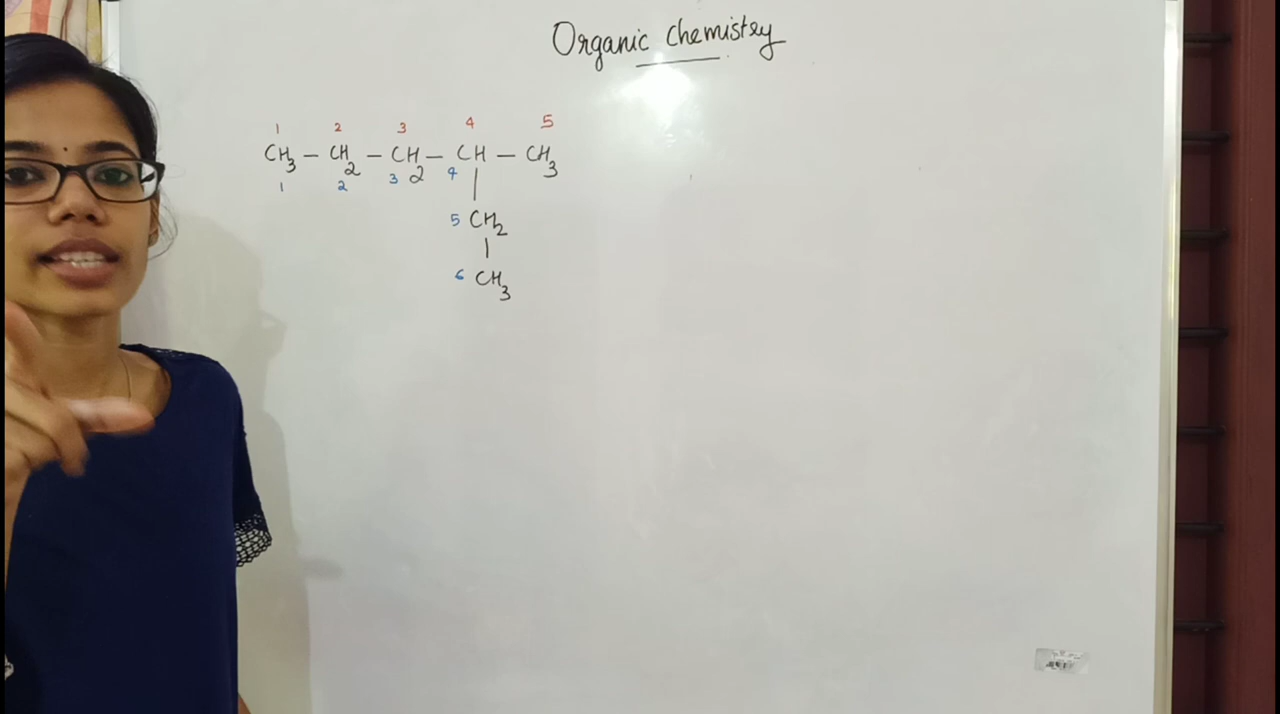 Organic Chemistry
1 2 3 4 5
CH3 – CH2 – CH2 – CH – CH3
1 2 3 4
|
5 CH2
|
6 CH3